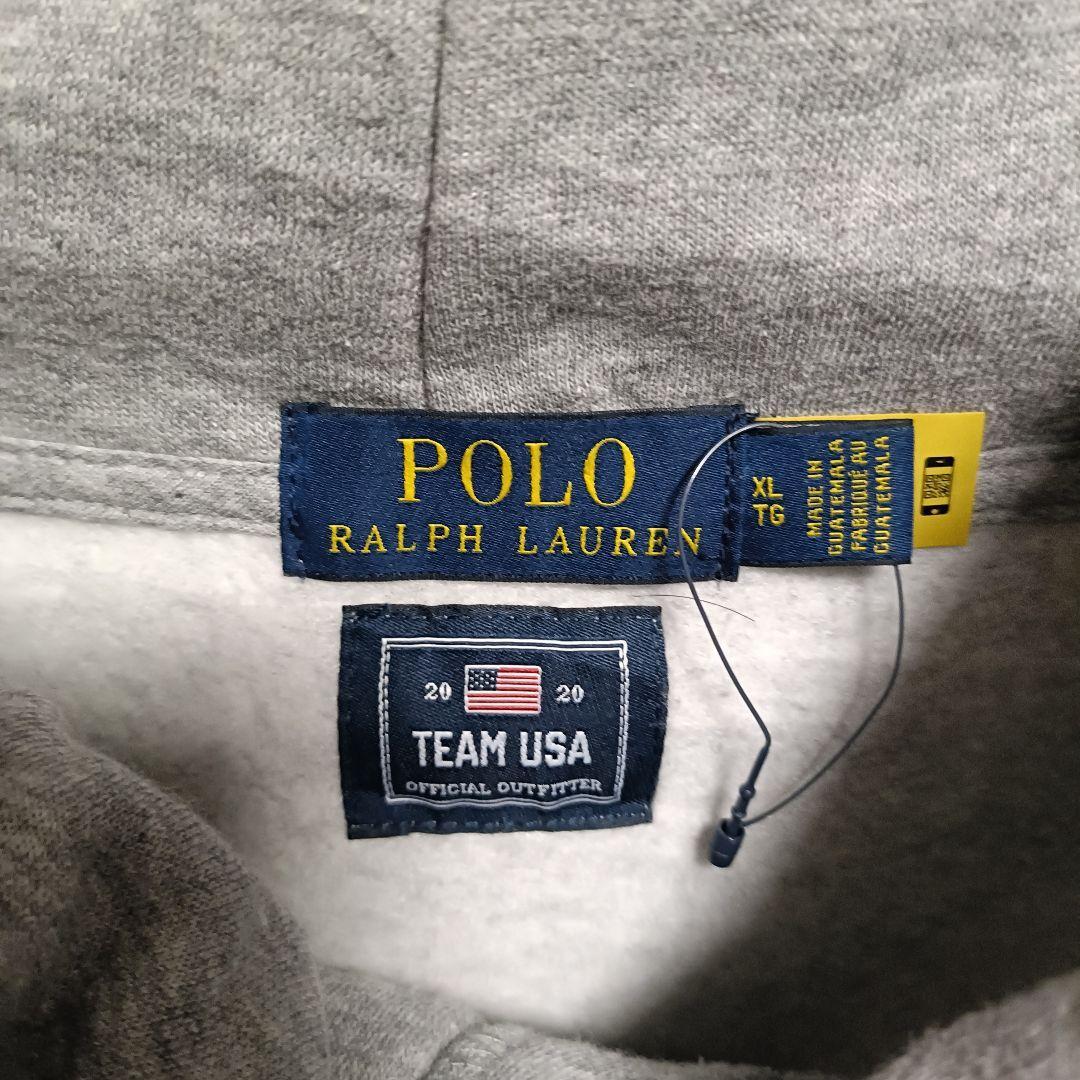 POLO
RALPH LAUREN
XL
TG
MADE IN
GUATEMALA
FABRIQUÉ AU
GUATEMALA
20 20
TEAM USA
OFFICIAL OUTFITTER